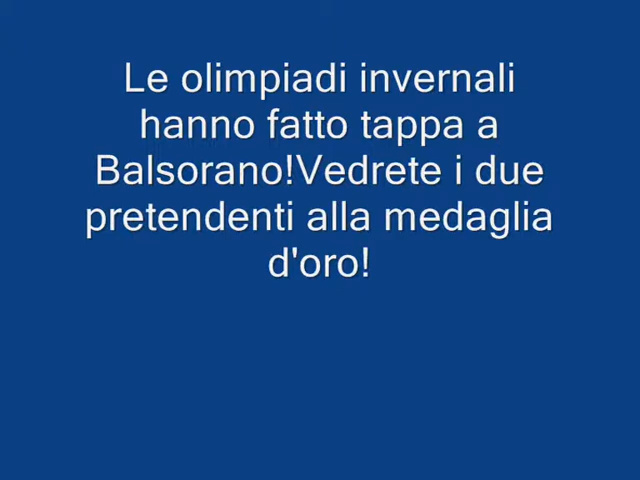 Le olimpiadi invernali
hanno fatto tappa a
Balsorano!Vedrete i due
pretendenti alla medaglia
d'oro!